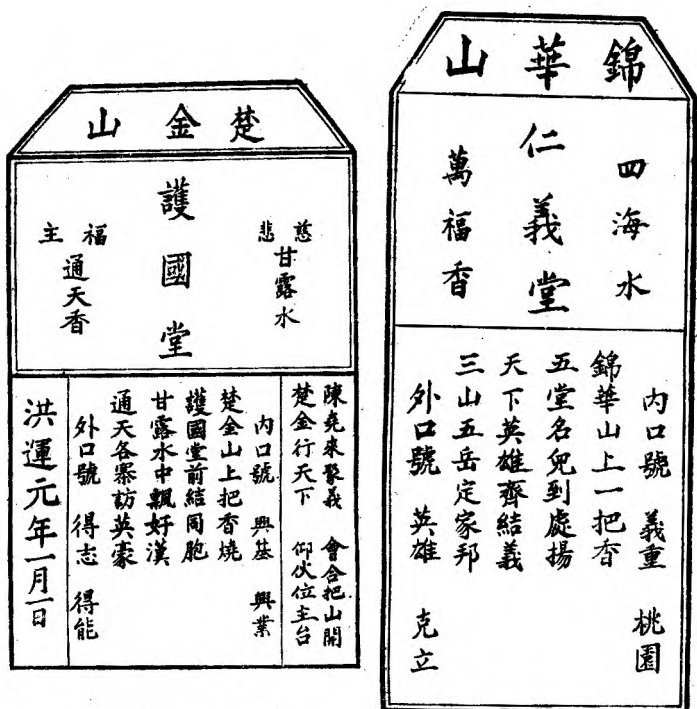 錦華山
四海水
仁義堂
萬福香
內口號 義重 桃園
錦華山上一把香
五堂名兒到處揚
天下英雄齊結義
三山五岳定家邦
外口號 英雄 克立
楚金山
慈悲
甘露水
護國堂
福主
通天香
陳堯來聚義 會合把山開
楚金行天下 仰伙位主台
內口號 興基 興業
楚金山上把香燒
護國堂前結同胞
甘露水中飄好漢
通天各寨訪英豪
外口號 得志 得能
洪運元年一月一日